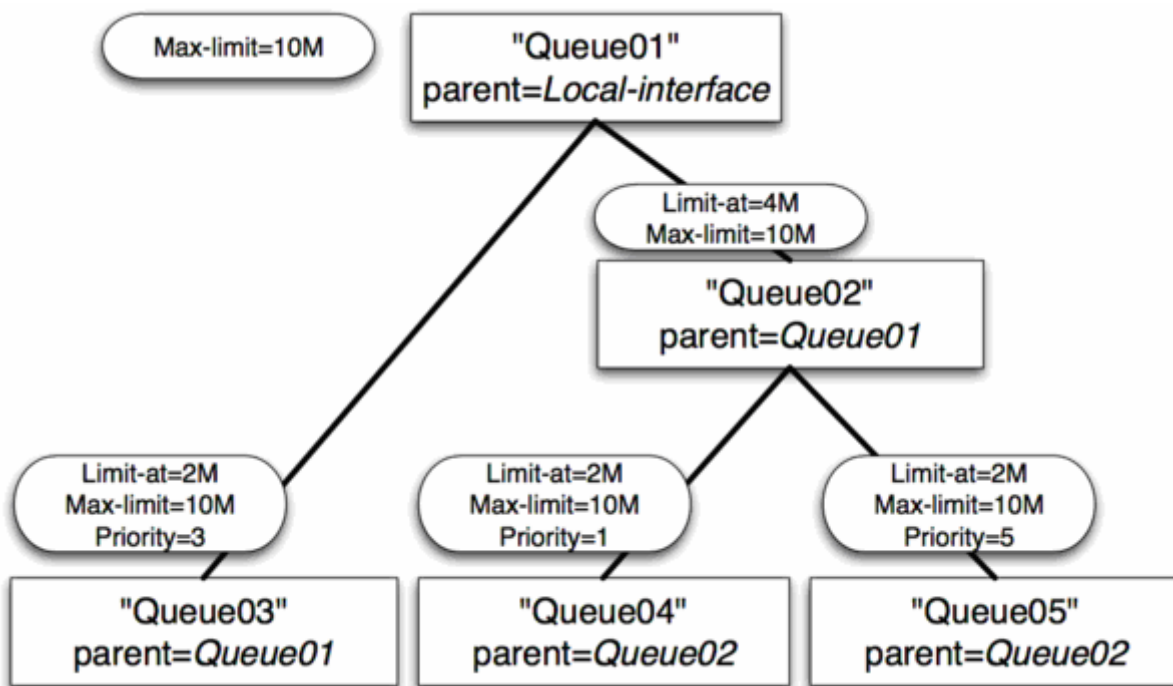 Max-limit=10M
"Queue01"
parent=Local-interface
Limit-at=4M
Max-limit=10M
"Queue02"
parent=Queue01
Limit-at=2M
Max-limit=10M
Priority=3
Limit-at=2M
Max-limit=10M
Priority=1
Limit-at=2M
Max-limit=10M
Priority=5
"Queue03"
parent=Queue01
"Queue04"
parent=Queue02
"Queue05"
parent=Queue02